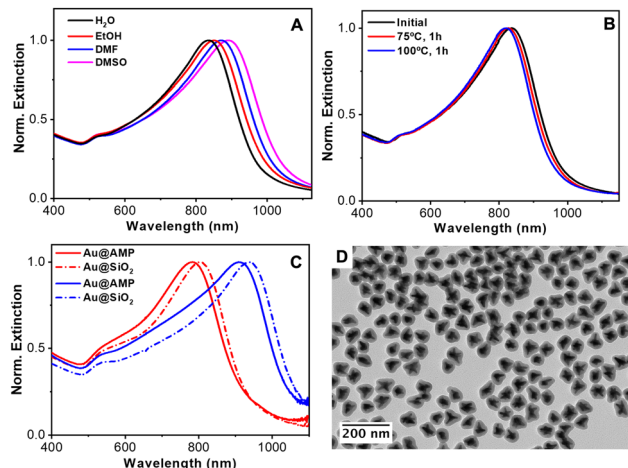 A
H₂O
EtOH
DMF
DMSO
1.0
0.5
0.0
Norm. Extinction
400 600 800 1000
Wavelength (nm)
B
Initial
75ºC, 1h
100ºC, 1h
1.0
0.5
0.0
Norm. Extinction
400 600 800 1000
Wavelength (nm)
C
Au@AMP
Au@SiO₂
Au@AMP
Au@SiO₂
1.0
0.5
0.0
Norm. Extinction
400 600 800 1000
Wavelength (nm)
D
200 nm